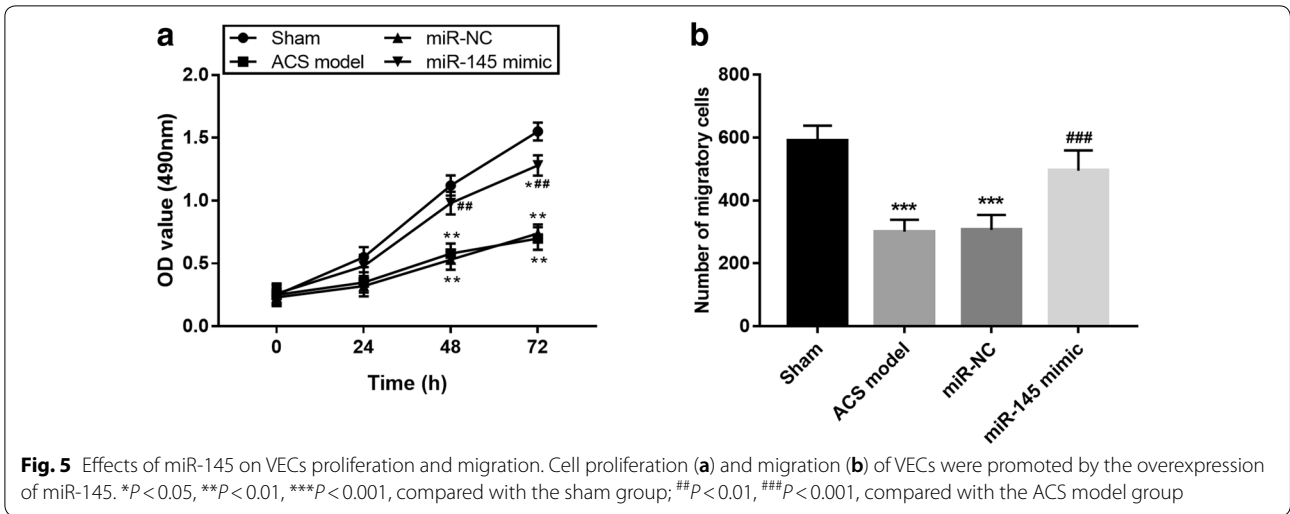 a
Sham
miR-NC
ACS model
miR-145 mimic
OD value (490nm)
2.0
1.5
1.0
0.5
0.0
##
*##
**
**
**
**
0 24 48 72
Time (h)
b
Number of migratory cells
800
600
400
200
0
***
***
###
Sham
ACS model
miR-NC
miR-145 mimic
Fig. 5 Effects of miR-145 on VECs proliferation and migration. Cell proliferation (a) and migration (b) of VECs were promoted by the overexpression
of miR-145. *P < 0.05, **P < 0.01, ***P < 0.001, compared with the sham group; ##P < 0.01, ###P < 0.001, compared with the ACS model group